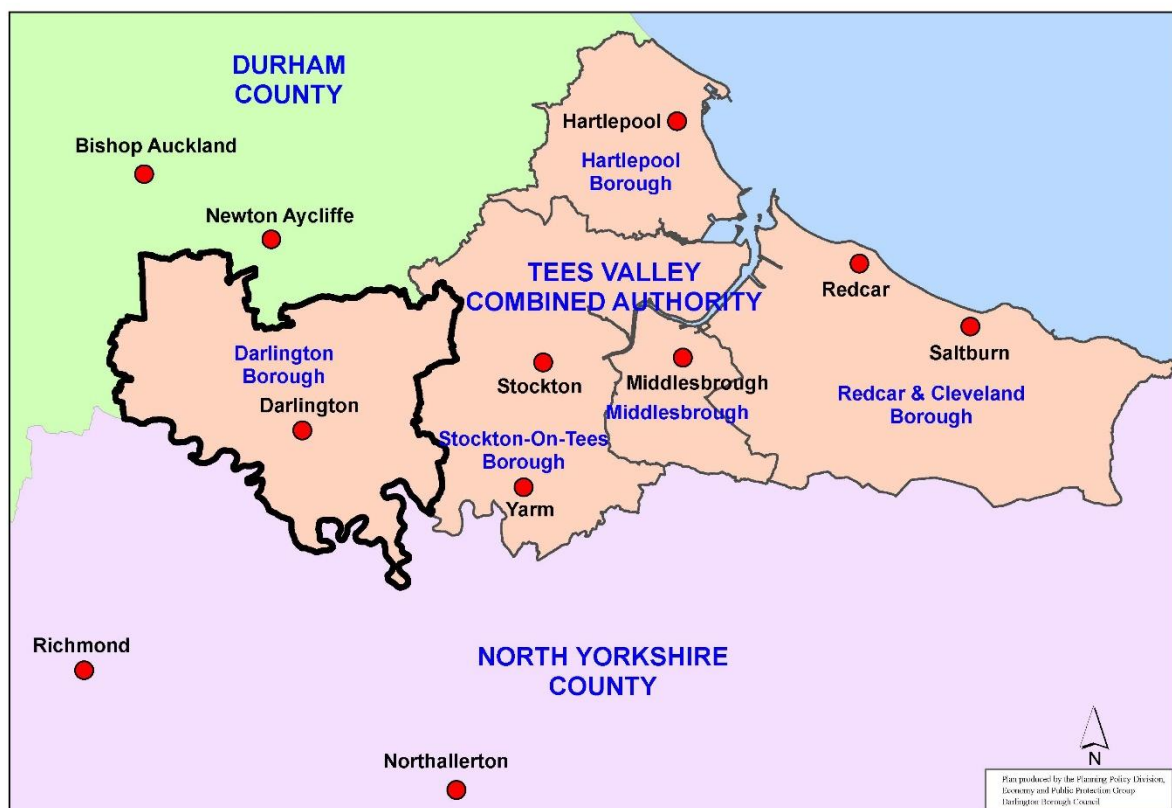 DURHAM
COUNTY
Hartlepool
Bishop Auckland
Hartlepool
Borough
Newton Aycliffe
TEES VALLEY
COMBINED AUTHORITY
Redcar
Saltburn
Darlington
Borough
Stockton
Middlesbrough
Redcar & Cleveland
Borough
Darlington
Middlesbrough
Stockton-On-Tees
Borough
Yarm
Richmond
NORTH YORKSHIRE
COUNTY
Northallerton
N
Plan produced by the Planning Policy Division,
Economy and Public Protection Group
Darlington Borough Council